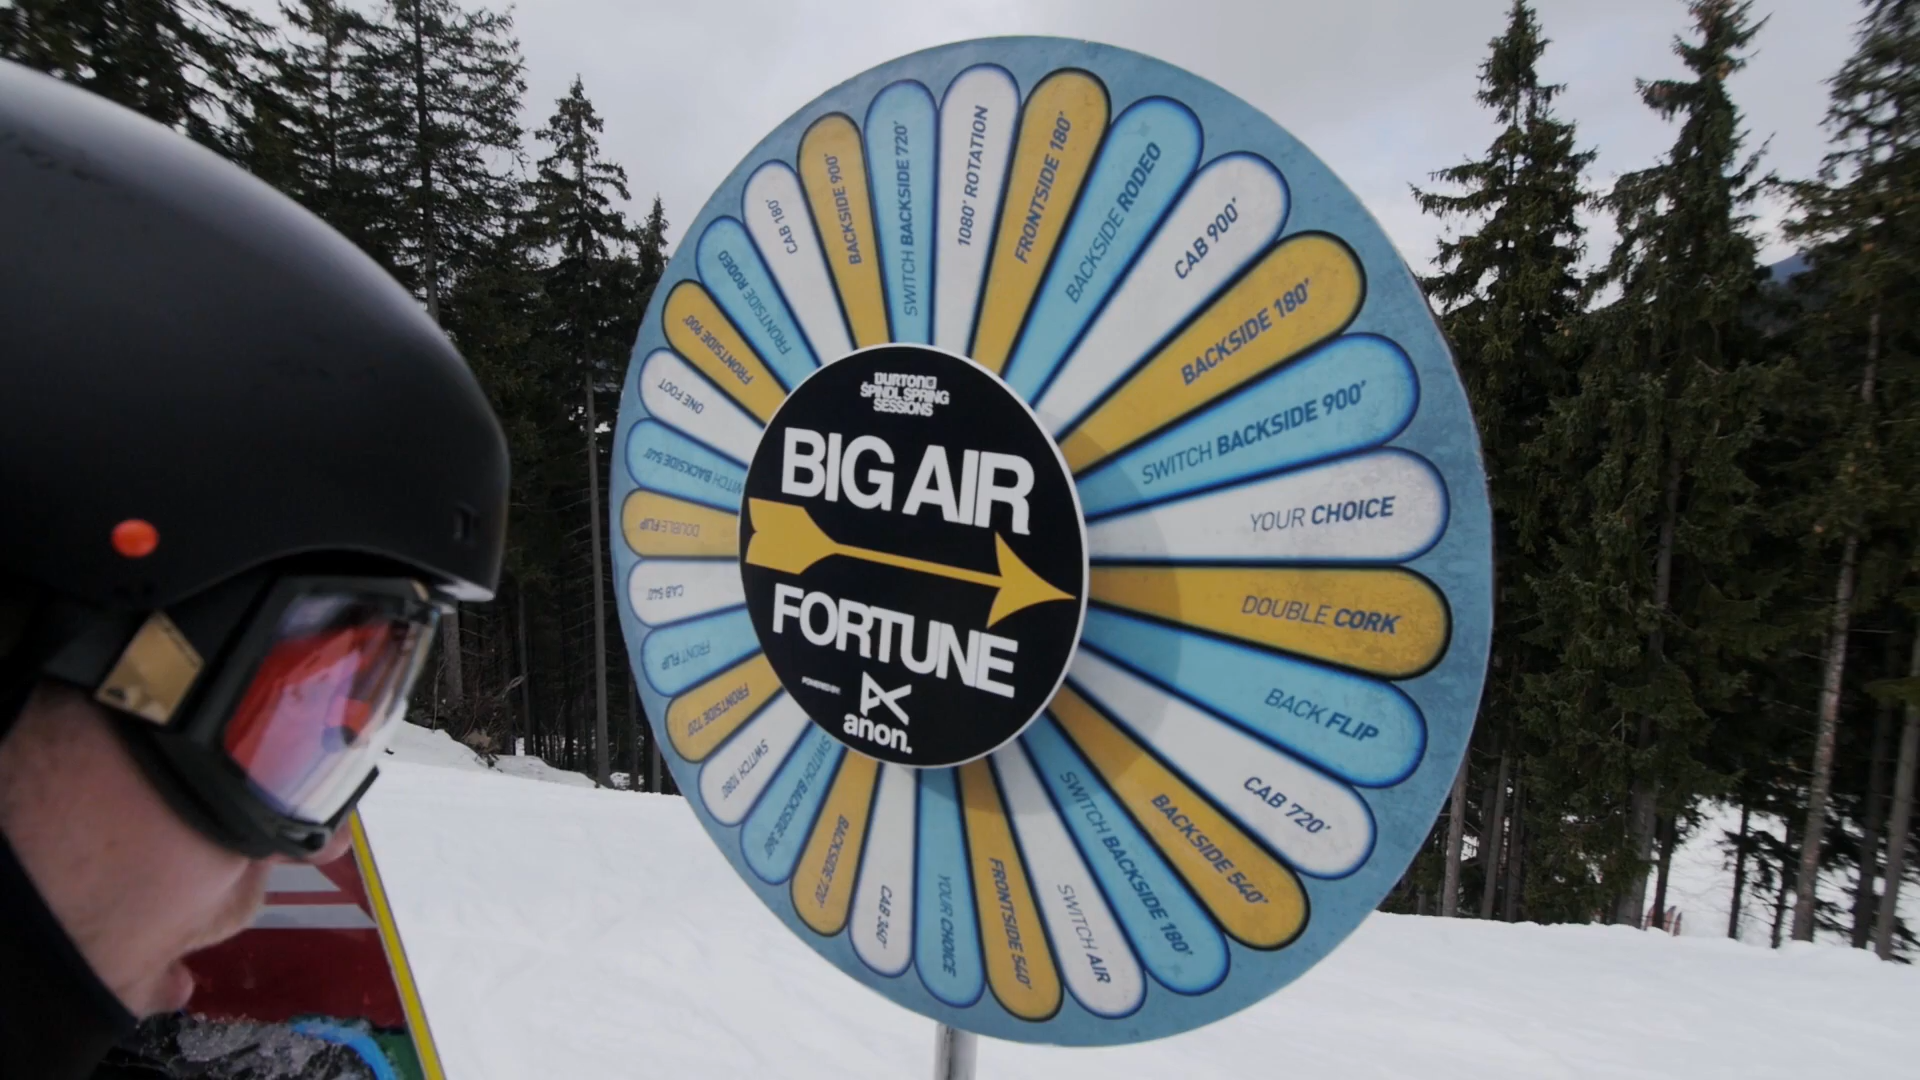 BURTON
SPINDL SPRING
SESSIONS
BIG AIR
FORTUNE
POWERED BY
anon.
1080' ROTATION
FRONTSIDE 180'
BACKSIDE RODEO
CAB 900'
BACKSIDE 180'
SWITCH BACKSIDE 900'
YOUR CHOICE
DOUBLE CORK
BACK FLIP
CAB 720'
BACKSIDE 540'
SWITCH BACKSIDE 180'
SWITCH AIR
FRONTSIDE 540'
YOUR CHOICE
CAB 360'
BACKSIDE 720'
SWITCH BACKSIDE 360'
SWITCH 1080'
FRONTSIDE 720'
FRONT FLIP
CAB 540'
DOUBLE FLIP
SWITCH BACKSIDE 540'
ONE FOOT
FRONTSIDE 900'
FRONTSIDE RODEO
CAB 180'
BACKSIDE 900'
SWITCH BACKSIDE 720'